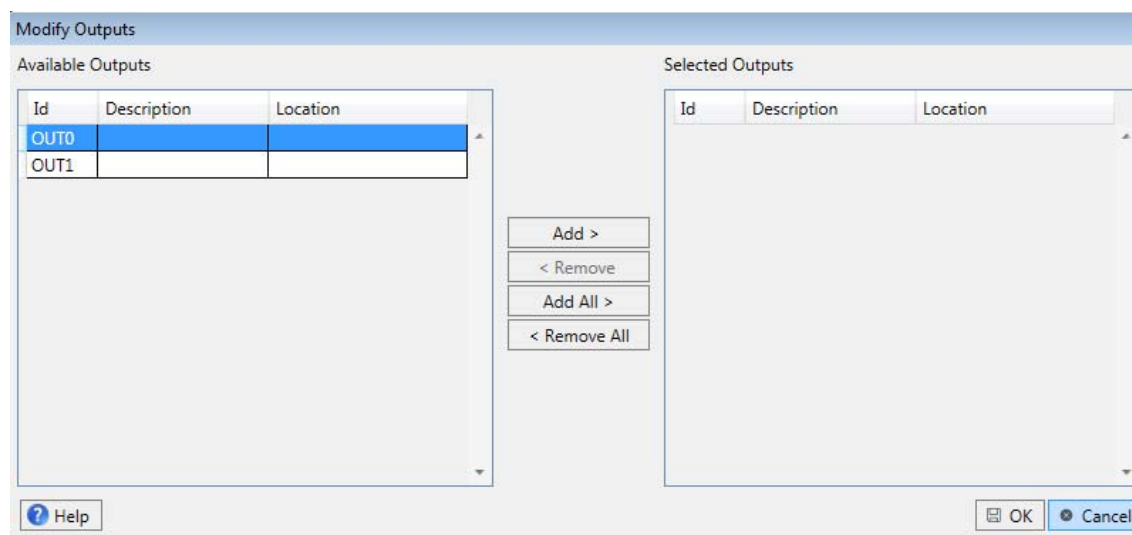 Modify Outputs
Available Outputs
Selected Outputs
Id Description Location
Id Description Location
OUT0
OUT1
Add >
< Remove
Add All >
< Remove All
Help
OK
Cancel